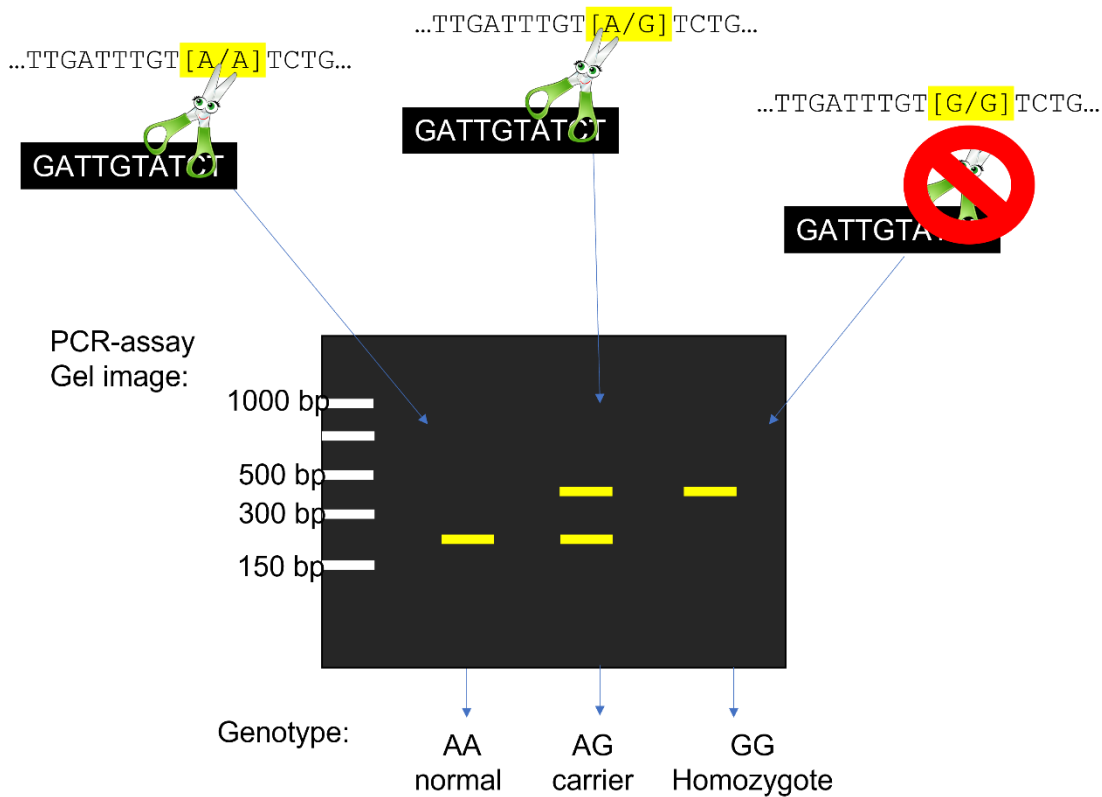 ...TTGATTTGT[A/A]TCTG...
GATTGTATCT
...TTGATTTGT[A/G]TCTG...
GATTGTATCT
...TTGATTTGT[G/G]TCTG...
PCR-assay
Gel image:
1000 bp
500 bp
300 bp
150 bp
Genotype:
AA
normal
AG
carrier
GG
Homozygote